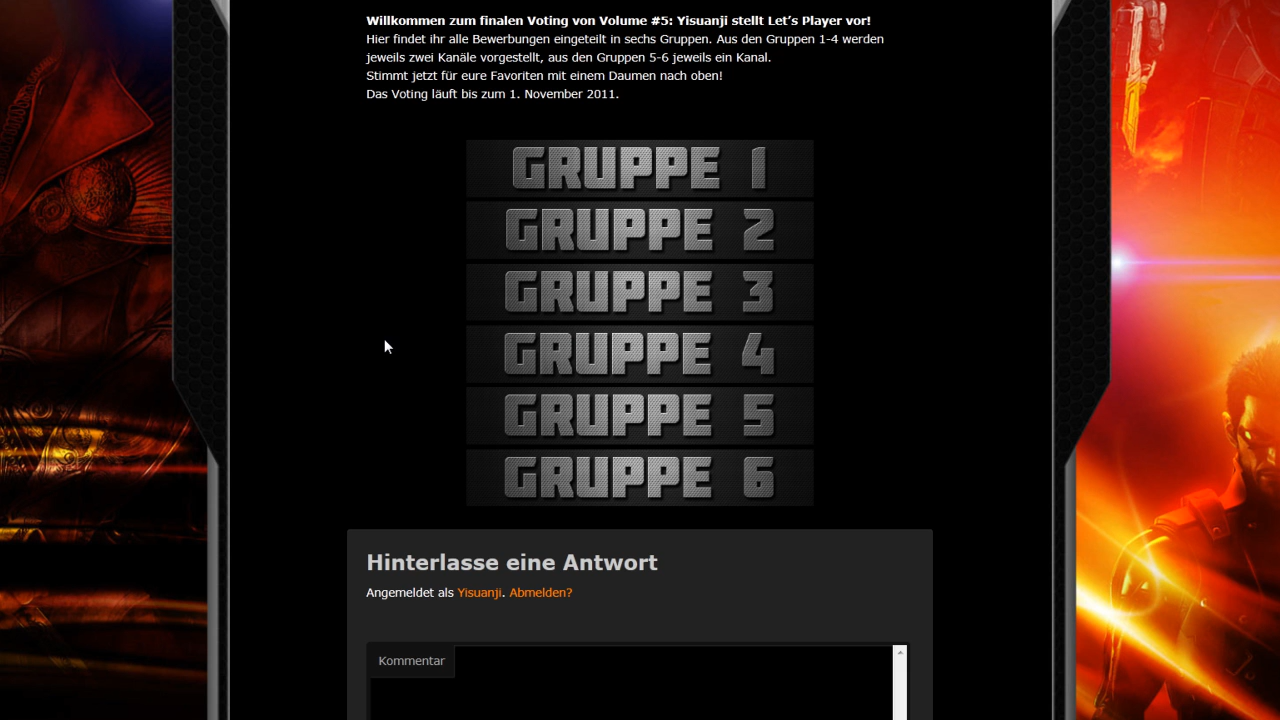 Willkommen zum finalen Voting von Volume #5: Yisuanji stellt Let’s Player vor!
Hier findet ihr alle Bewerbungen eingeteilt in sechs Gruppen. Aus den Gruppen 1-4 werden
jeweils zwei Kanäle vorgestellt, aus den Gruppen 5-6 jeweils ein Kanal.
Stimmt jetzt für eure Favoriten mit einem Daumen nach oben!
Das Voting läuft bis zum 1. November 2011.
GRUPPE 1
GRUPPE 2
GRUPPE 3
GRUPPE 4
GRUPPE 5
GRUPPE 6
Hinterlasse eine Antwort
Angemeldet als Yisuanji. Abmelden?
Kommentar